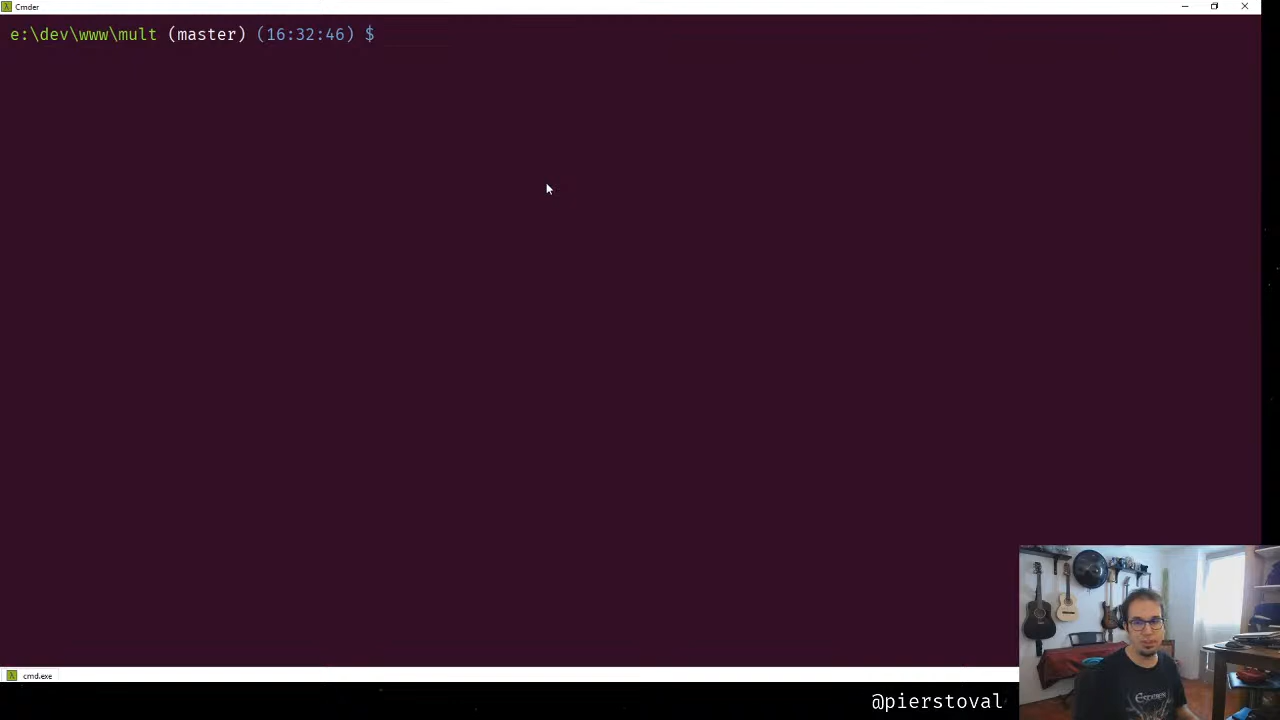 Cmder
e:\dev\www\mult (master) (16:32:46) $
cmd.exe
@pierstoval